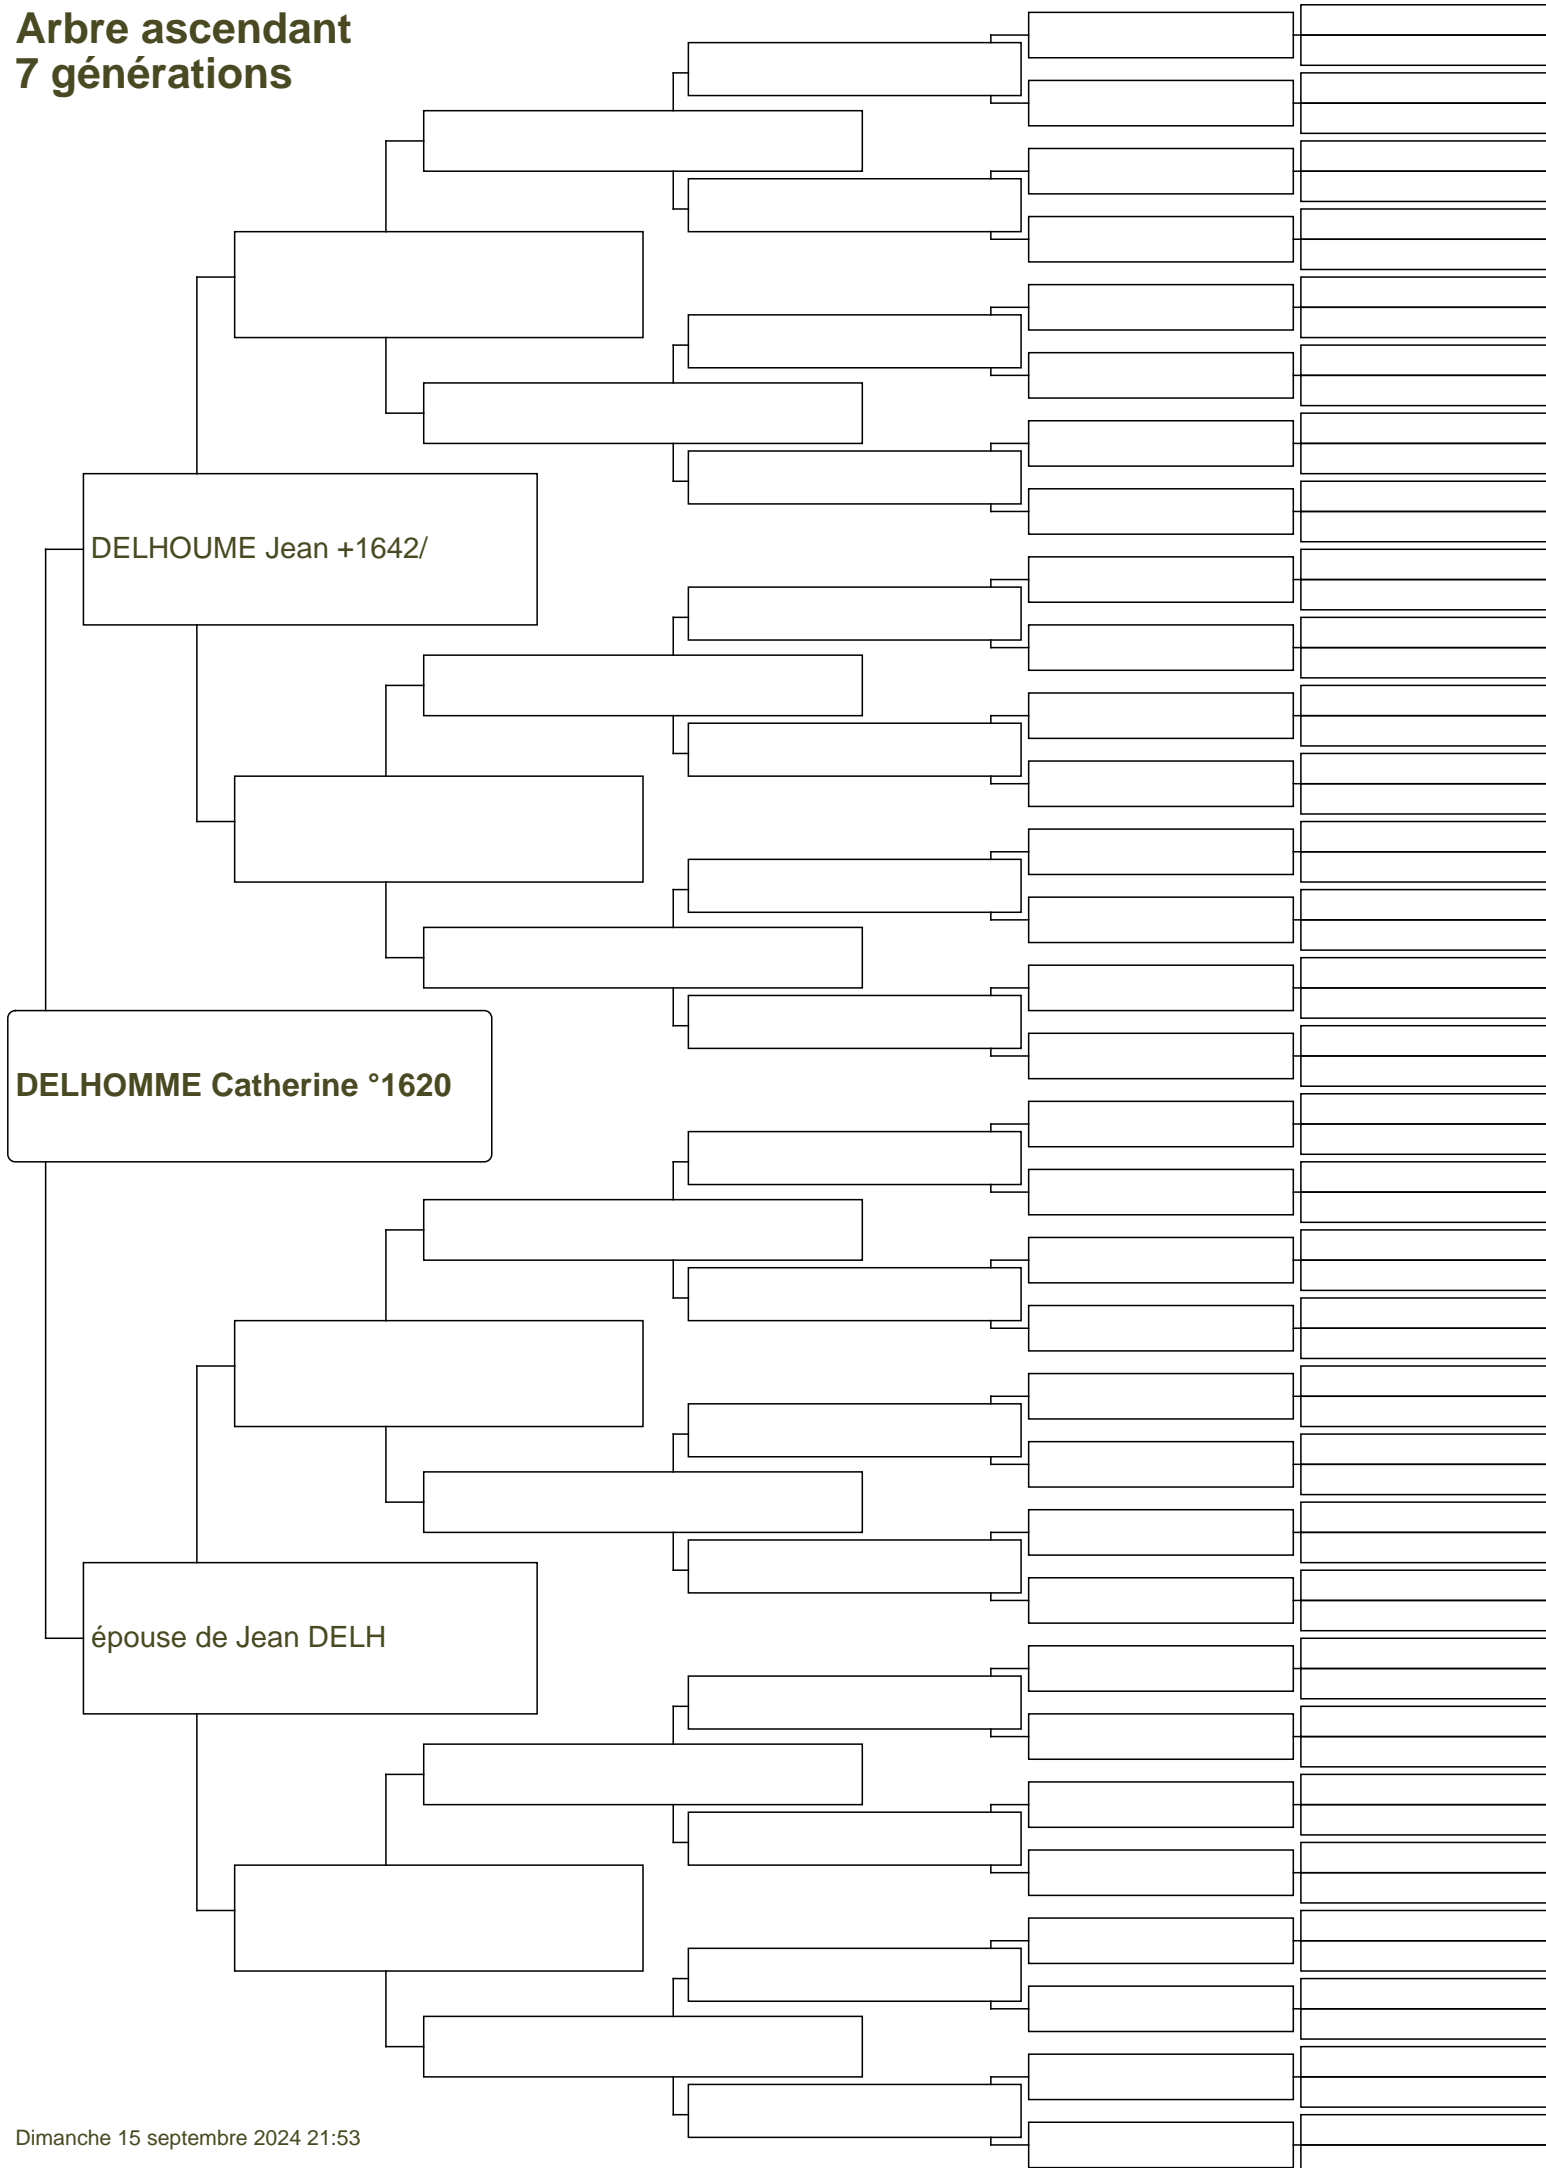 Arbre ascendant
7 générations
DELHOUME Jean +1642/
DELHOMME Catherine °1620
épouse de Jean DELH
Dimanche 15 septembre 2024 21:53